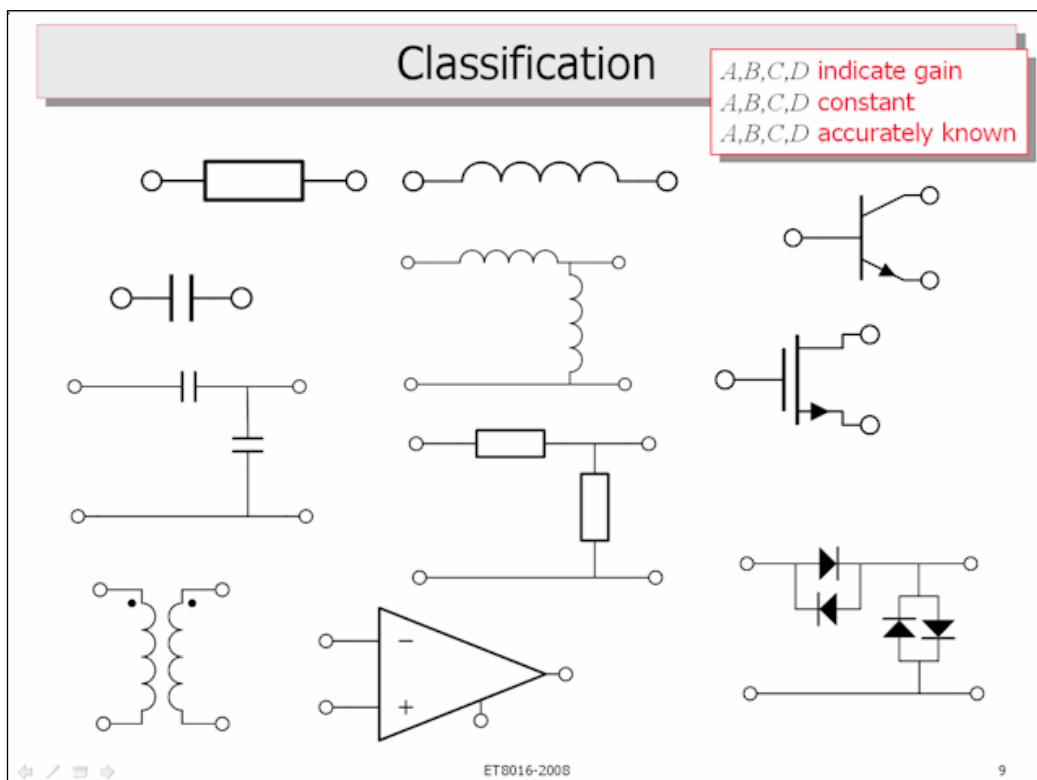 Classification
A,B,C,D indicate gain
A,B,C,D constant
A,B,C,D accurately known
−
+
ET8016-2008
9